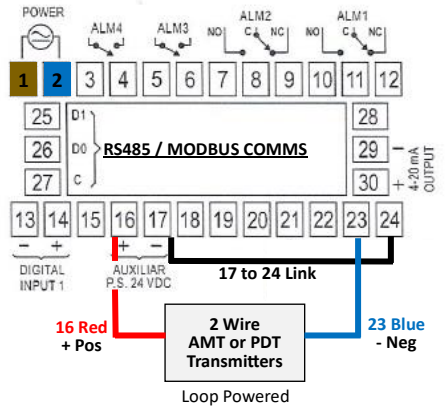 POWER
ALM4
ALM3
ALM2
ALM1
NO C NC
NO C NC
1 2 3 4 5 6 7 8 9 10 11 12
25 D1
26 D0 RS485 / MODBUS COMMS
27 C
28
29 −
30 +
4-20 mA
OUTPUT
13 14 15 16 17 18 19 20 21 22 23 24
− +
DIGITAL
INPUT 1
+ −
AUXILIAR
P.S. 24 VDC
17 to 24 Link
16 Red
+ Pos
2 Wire
AMT or PDT
Transmitters
23 Blue
- Neg
Loop Powered